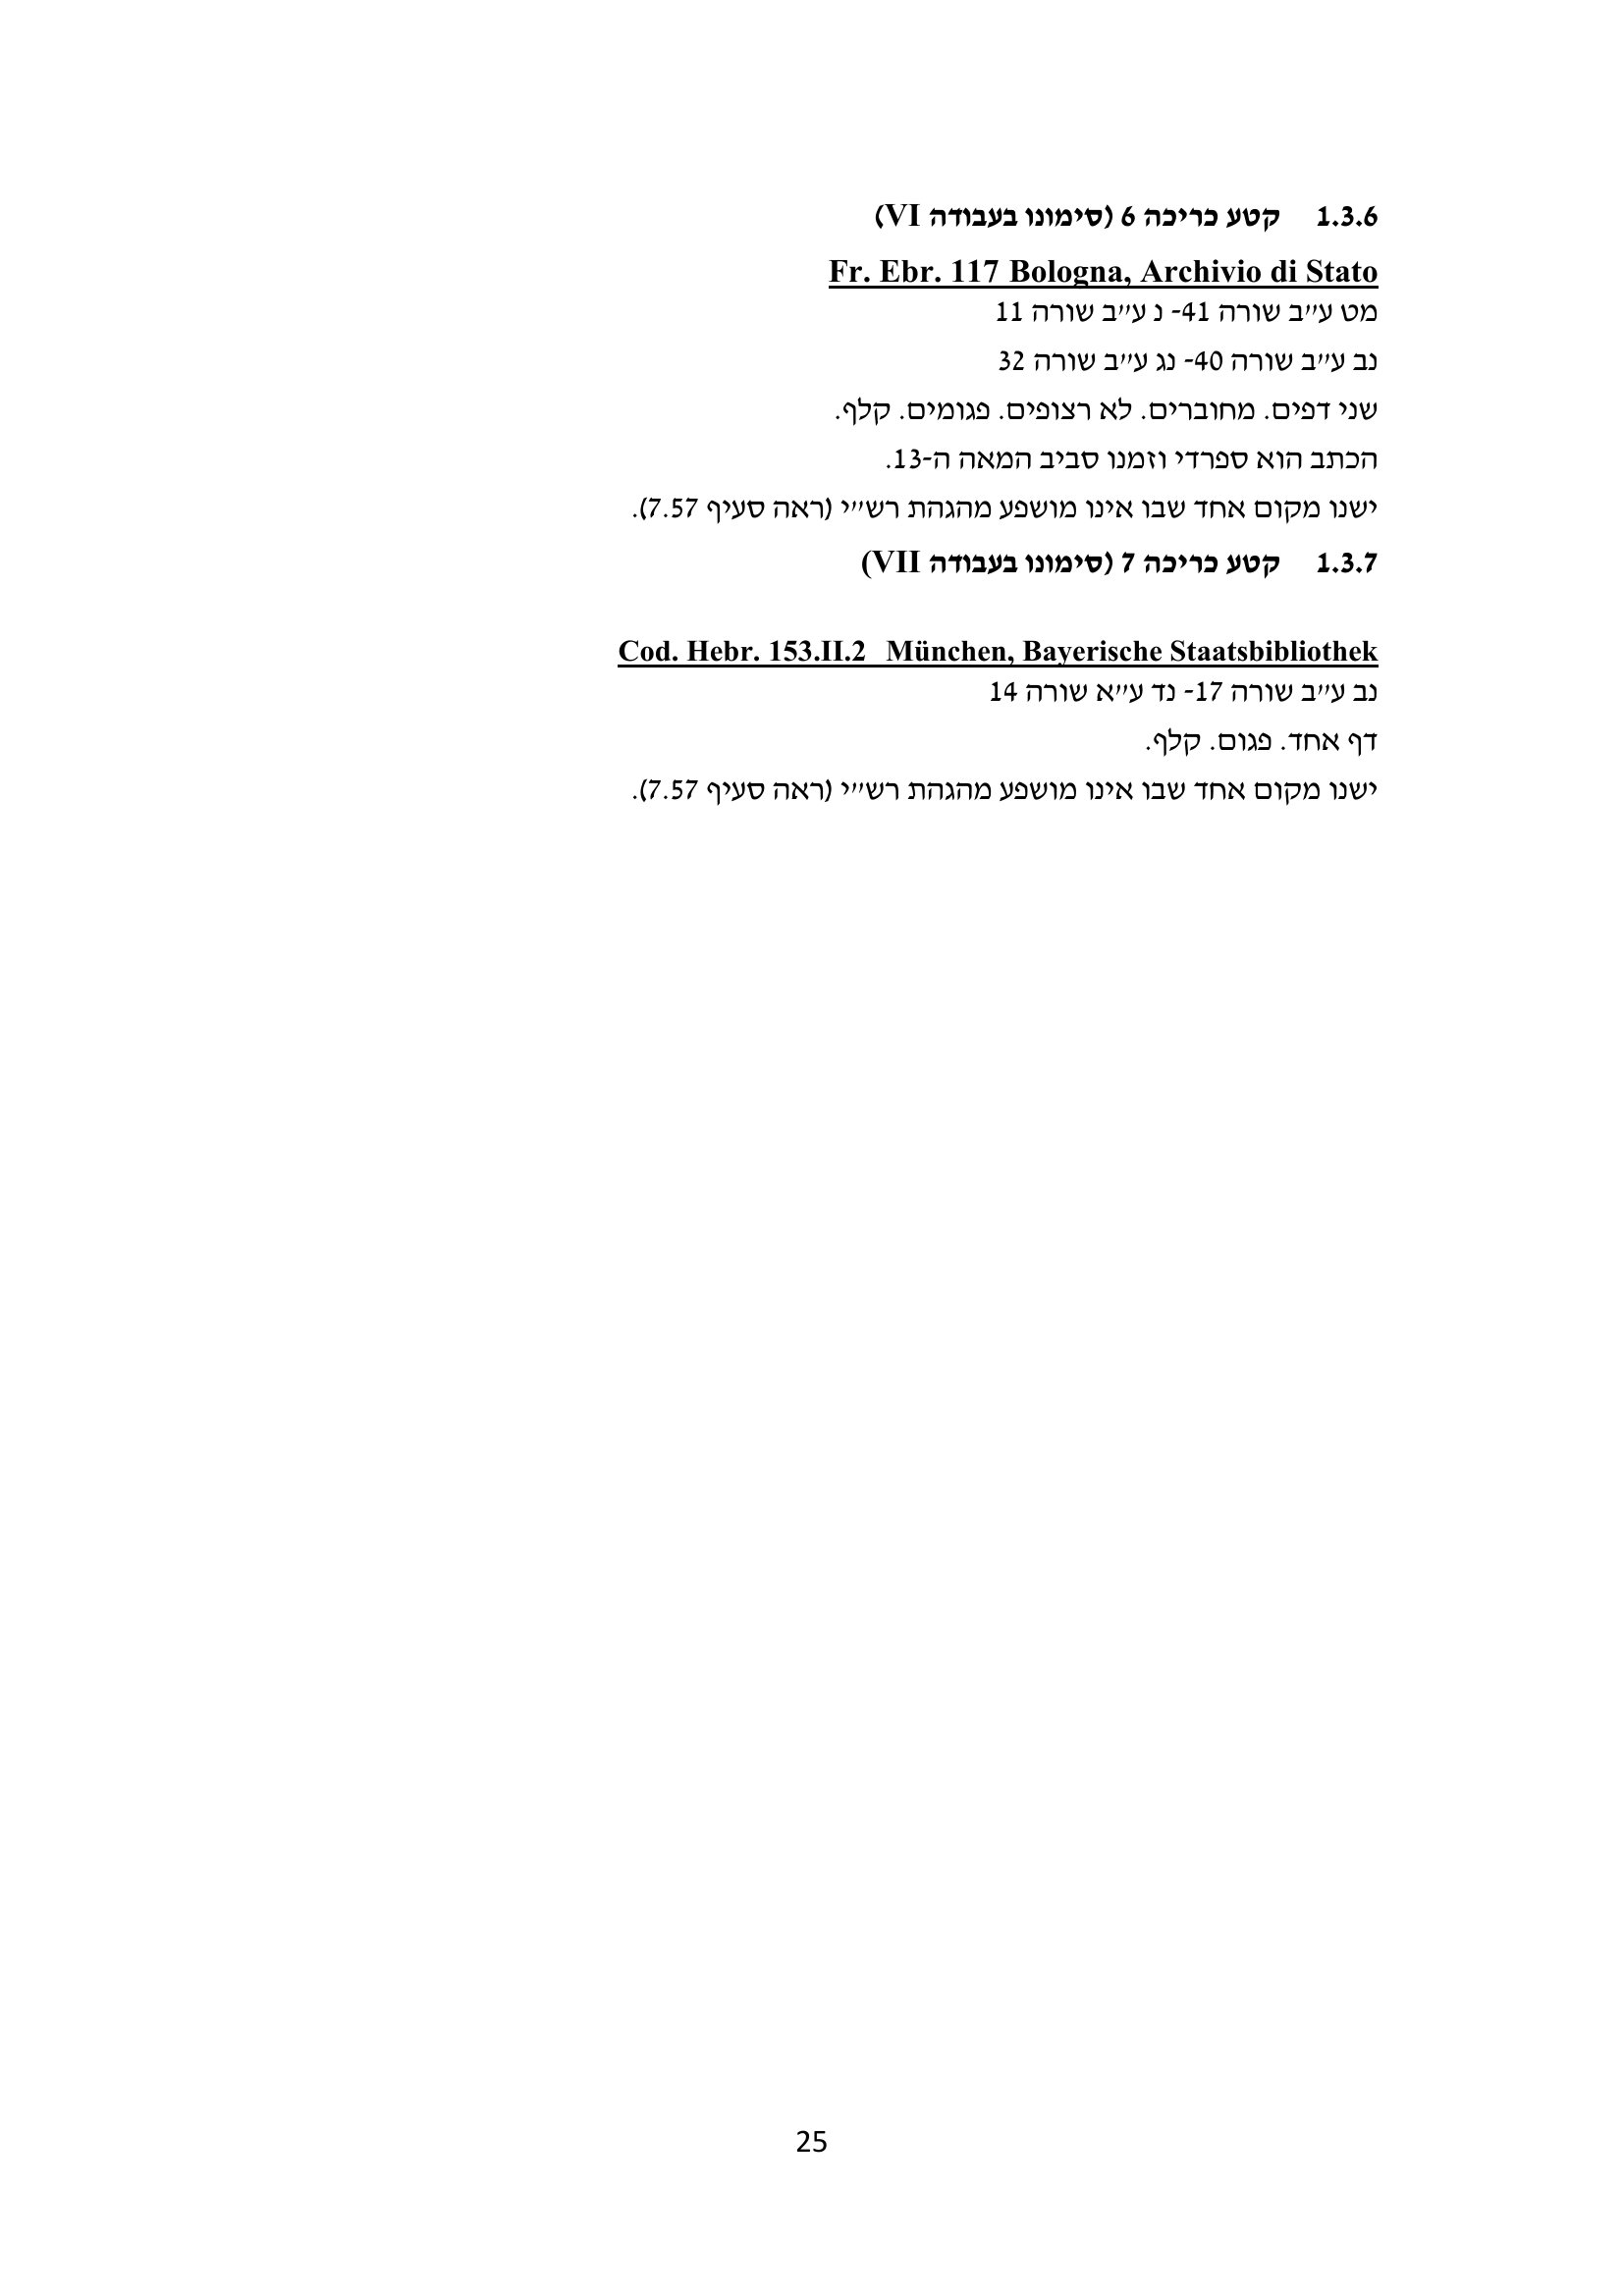 1.3.6 קטע כריכה 6 (סימונו בעבודה VI)
Fr. Ebr. 117 Bologna, Archivio di Stato
מט ע״ב שורה 41- נ ע״ב שורה 11
נב ע״ב שורה 40- נג ע״ב שורה 32
שני דפים. מחוברים. לא רצופים. פגומים. קלף.
הכתב הוא ספרדי וזמנו סביב המאה ה-13.
ישנו מקום אחד שבו אינו מושפע מהגהת רש״י (ראה סעיף 7.57).
1.3.7 קטע כריכה 7 (סימונו בעבודה VII)
Cod. Hebr. 153.II.2 München, Bayerische Staatsbibliothek
נב ע״ב שורה 17- נד ע״א שורה 14
דף אחד. פגום. קלף.
ישנו מקום אחד שבו אינו מושפע מהגהת רש״י (ראה סעיף 7.57).
25